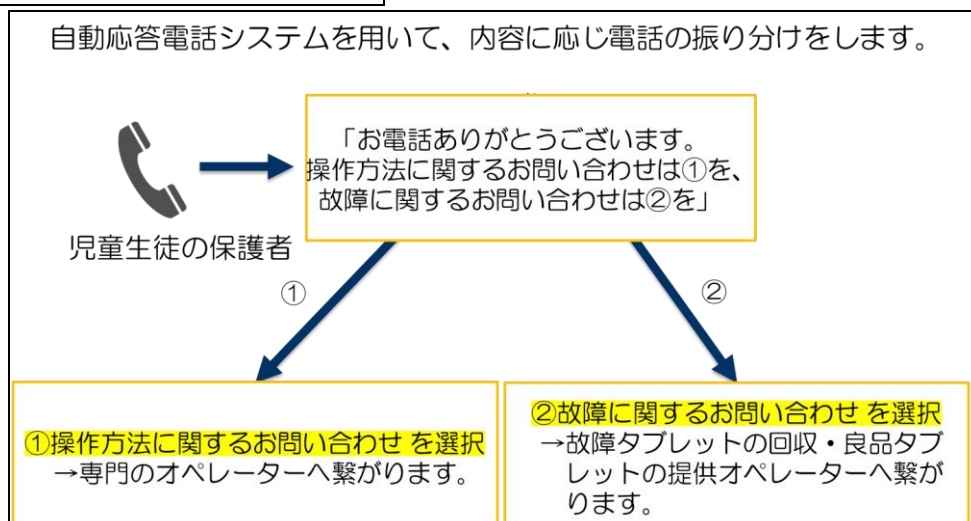 自動応答電話システムを用いて、内容に応じ電話の振り分けをします。
「お電話ありがとうございます。
操作方法に関するお問い合わせは①を、
故障に関するお問い合わせは②を」
児童生徒の保護者
①
②
①操作方法に関するお問い合わせ を選択
→専門のオペレーターへ繋がります。
②故障に関するお問い合わせ を選択
→故障タブレットの回収・良品タブ
レットの提供オペレーターへ繋が
ります。